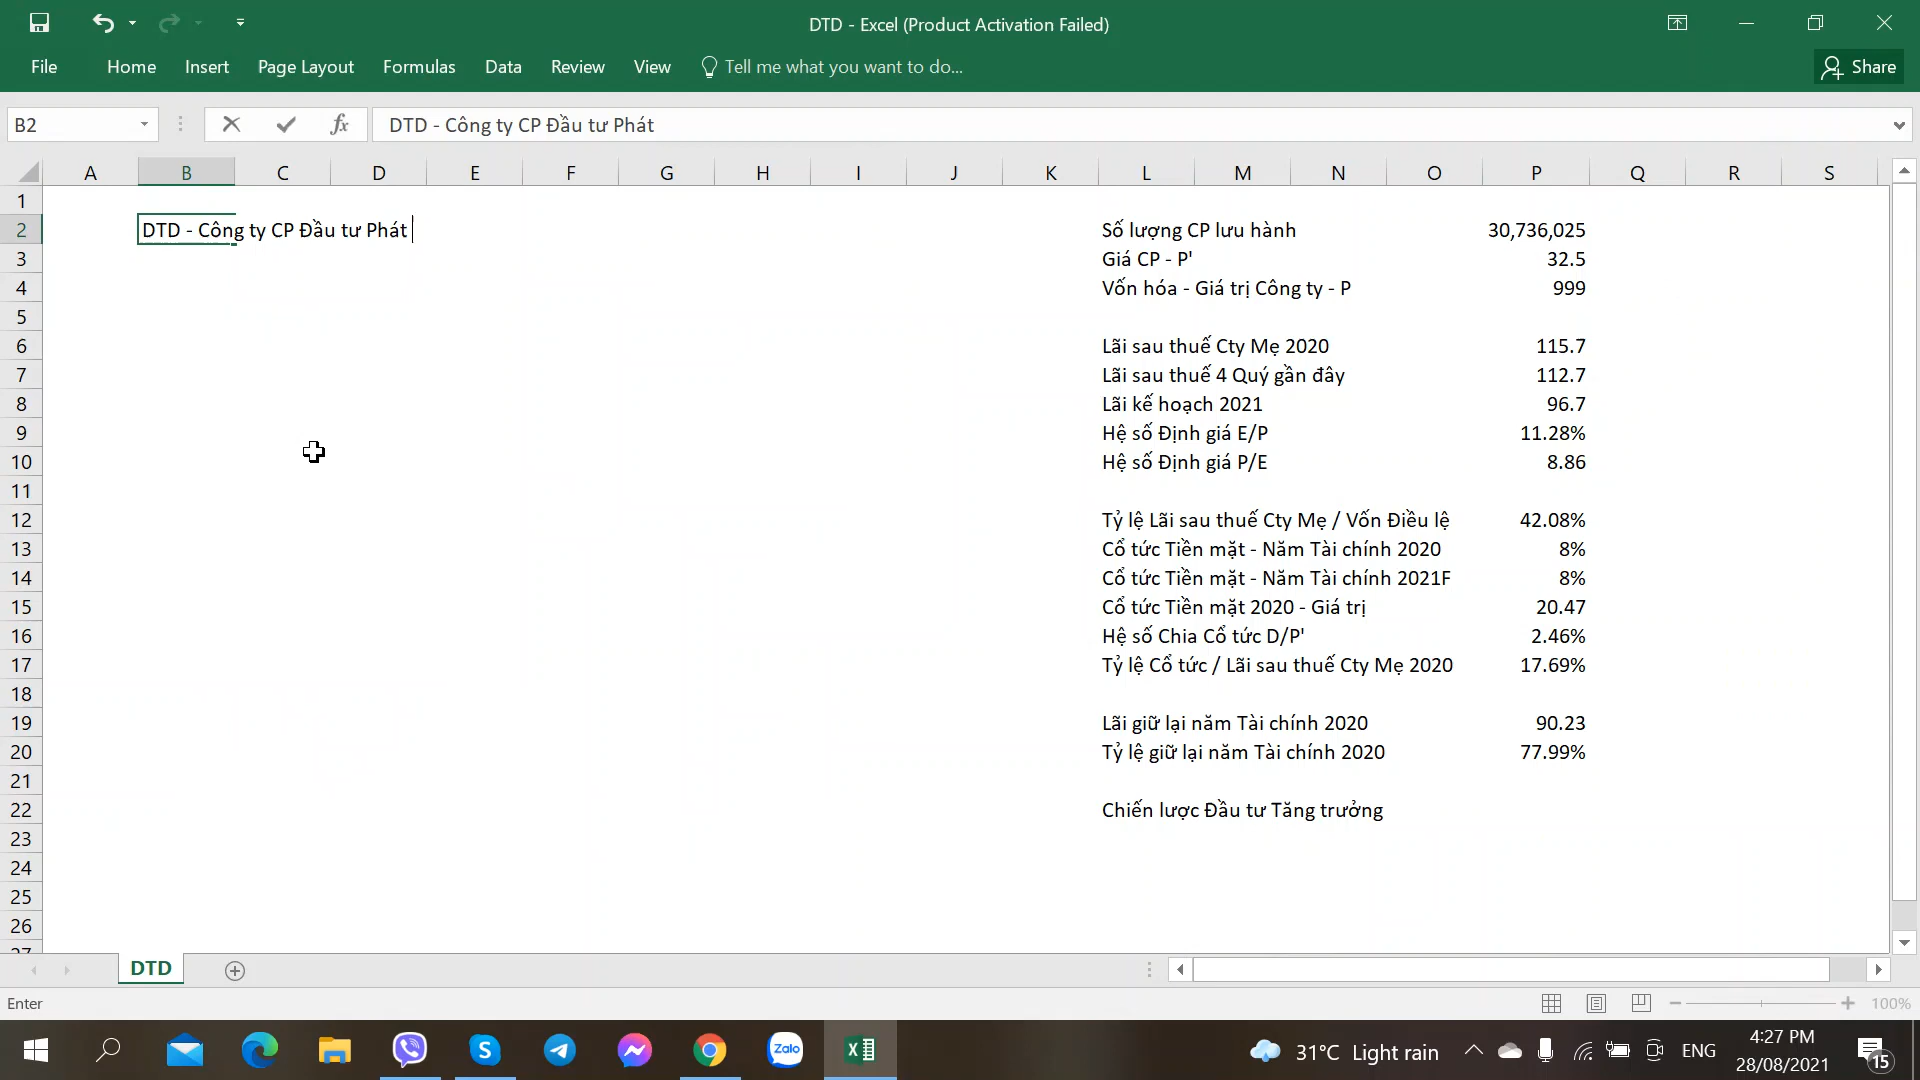 DTD - Excel (Product Activation Failed)
File Home Insert Page Layout Formulas Data Review View Tell me what you want to do... Share
B2 fx DTD - Công ty CP Đầu tư Phát
A B C D E F G H I J K L M N O P Q R S
1
2 DTD - Công ty CP Đầu tư Phát Số lượng CP lưu hành 30,736,025
3 Giá CP - P' 32.5
4 Vốn hóa - Giá trị Công ty - P 999
5
6 Lãi sau thuế Cty Mẹ 2020 115.7
7 Lãi sau thuế 4 Quý gần đây 112.7
8 Lãi kế hoạch 2021 96.7
9 Hệ số Định giá E/P 11.28%
10 Hệ số Định giá P/E 8.86
11
12 Tỷ lệ Lãi sau thuế Cty Mẹ / Vốn Điều lệ 42.08%
13 Cổ tức Tiền mặt - Năm Tài chính 2020 8%
14 Cổ tức Tiền mặt - Năm Tài chính 2021F 8%
15 Cổ tức Tiền mặt 2020 - Giá trị 20.47
16 Hệ số Chia Cổ tức D/P' 2.46%
17 Tỷ lệ Cổ tức / Lãi sau thuế Cty Mẹ 2020 17.69%
18
19 Lãi giữ lại năm Tài chính 2020 90.23
20 Tỷ lệ giữ lại năm Tài chính 2020 77.99%
21
22 Chiến lược Đầu tư Tăng trưởng
23
24
25
26
27
DTD
Enter 100%
Zalo 31°C Light rain ENG 4:27 PM
28/08/2021 15